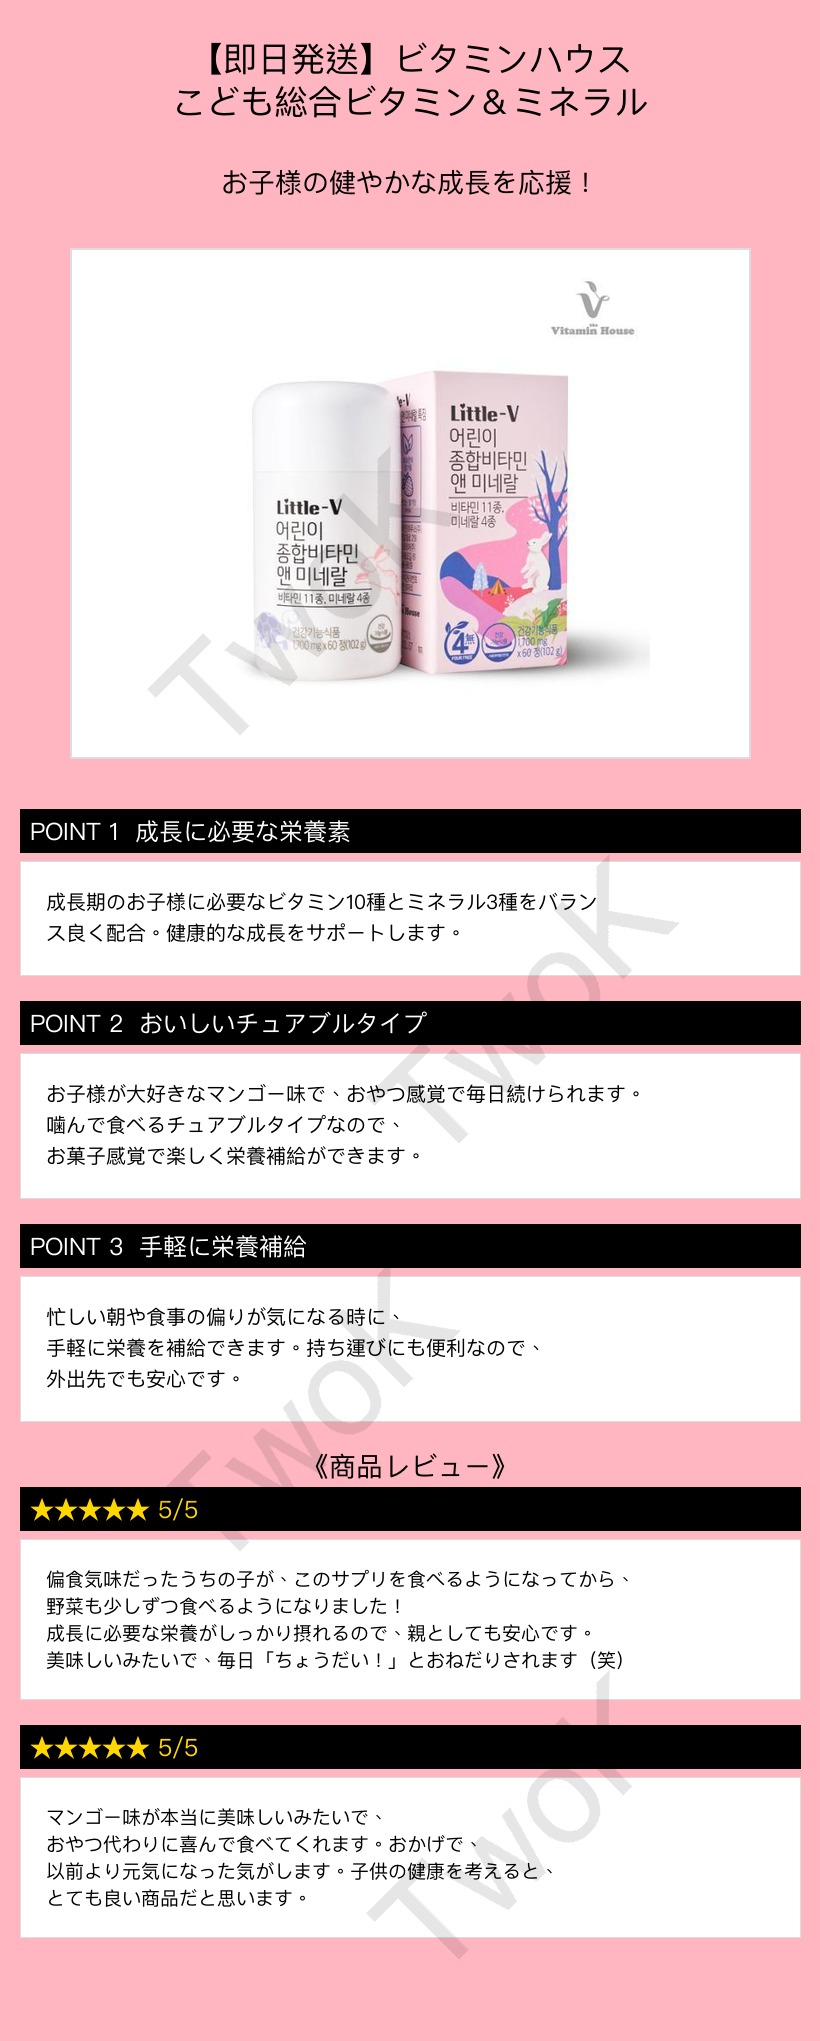 【即日発送】ビタミンハウス
こども総合ビタミン＆ミネラル
お子様の健やかな成長を応援！
the
Vitamin House
Little-V
어린이
종합비타민
앤 미네랄
비타민 11종,
미네랄 4종
4無
FOUR FREE
건강기능식품
1,700 mg
x 60 정(102 g)
Little-V
어린이
종합비타민
앤 미네랄
비타민 11종, 미네랄 4종
건강기능식품
1,700 mg x 60 정(102 g)
TwoK
POINT 1 成長に必要な栄養素
成長期のお子様に必要なビタミン10種とミネラル3種をバラン
ス良く配合。健康的な成長をサポートします。
TwoK
POINT 2 おいしいチュアブルタイプ
お子様が大好きなマンゴー味で、おやつ感覚で毎日続けられます。
噛んで食べるチュアブルタイプなので、
お菓子感覚で楽しく栄養補給ができます。
POINT 3 手軽に栄養補給
忙しい朝や食事の偏りが気になる時に、
手軽に栄養を補給できます。持ち運びにも便利なので、
外出先でも安心です。
TwoK
《商品レビュー》
★★★★★ 5/5
偏食気味だったうちの子が、このサプリを食べるようになってから、
野菜も少しずつ食べるようになりました！
成長に必要な栄養がしっかり摂れるので、親としても安心です。
美味しいみたいで、毎日「ちょうだい！」とおねだりされます（笑）
★★★★★ 5/5
マンゴー味が本当に美味しいみたいで、
おやつ代わりに喜んで食べてくれます。おかげで、
以前より元気になった気がします。子供の健康を考えると、
とても良い商品だと思います。
TwoK